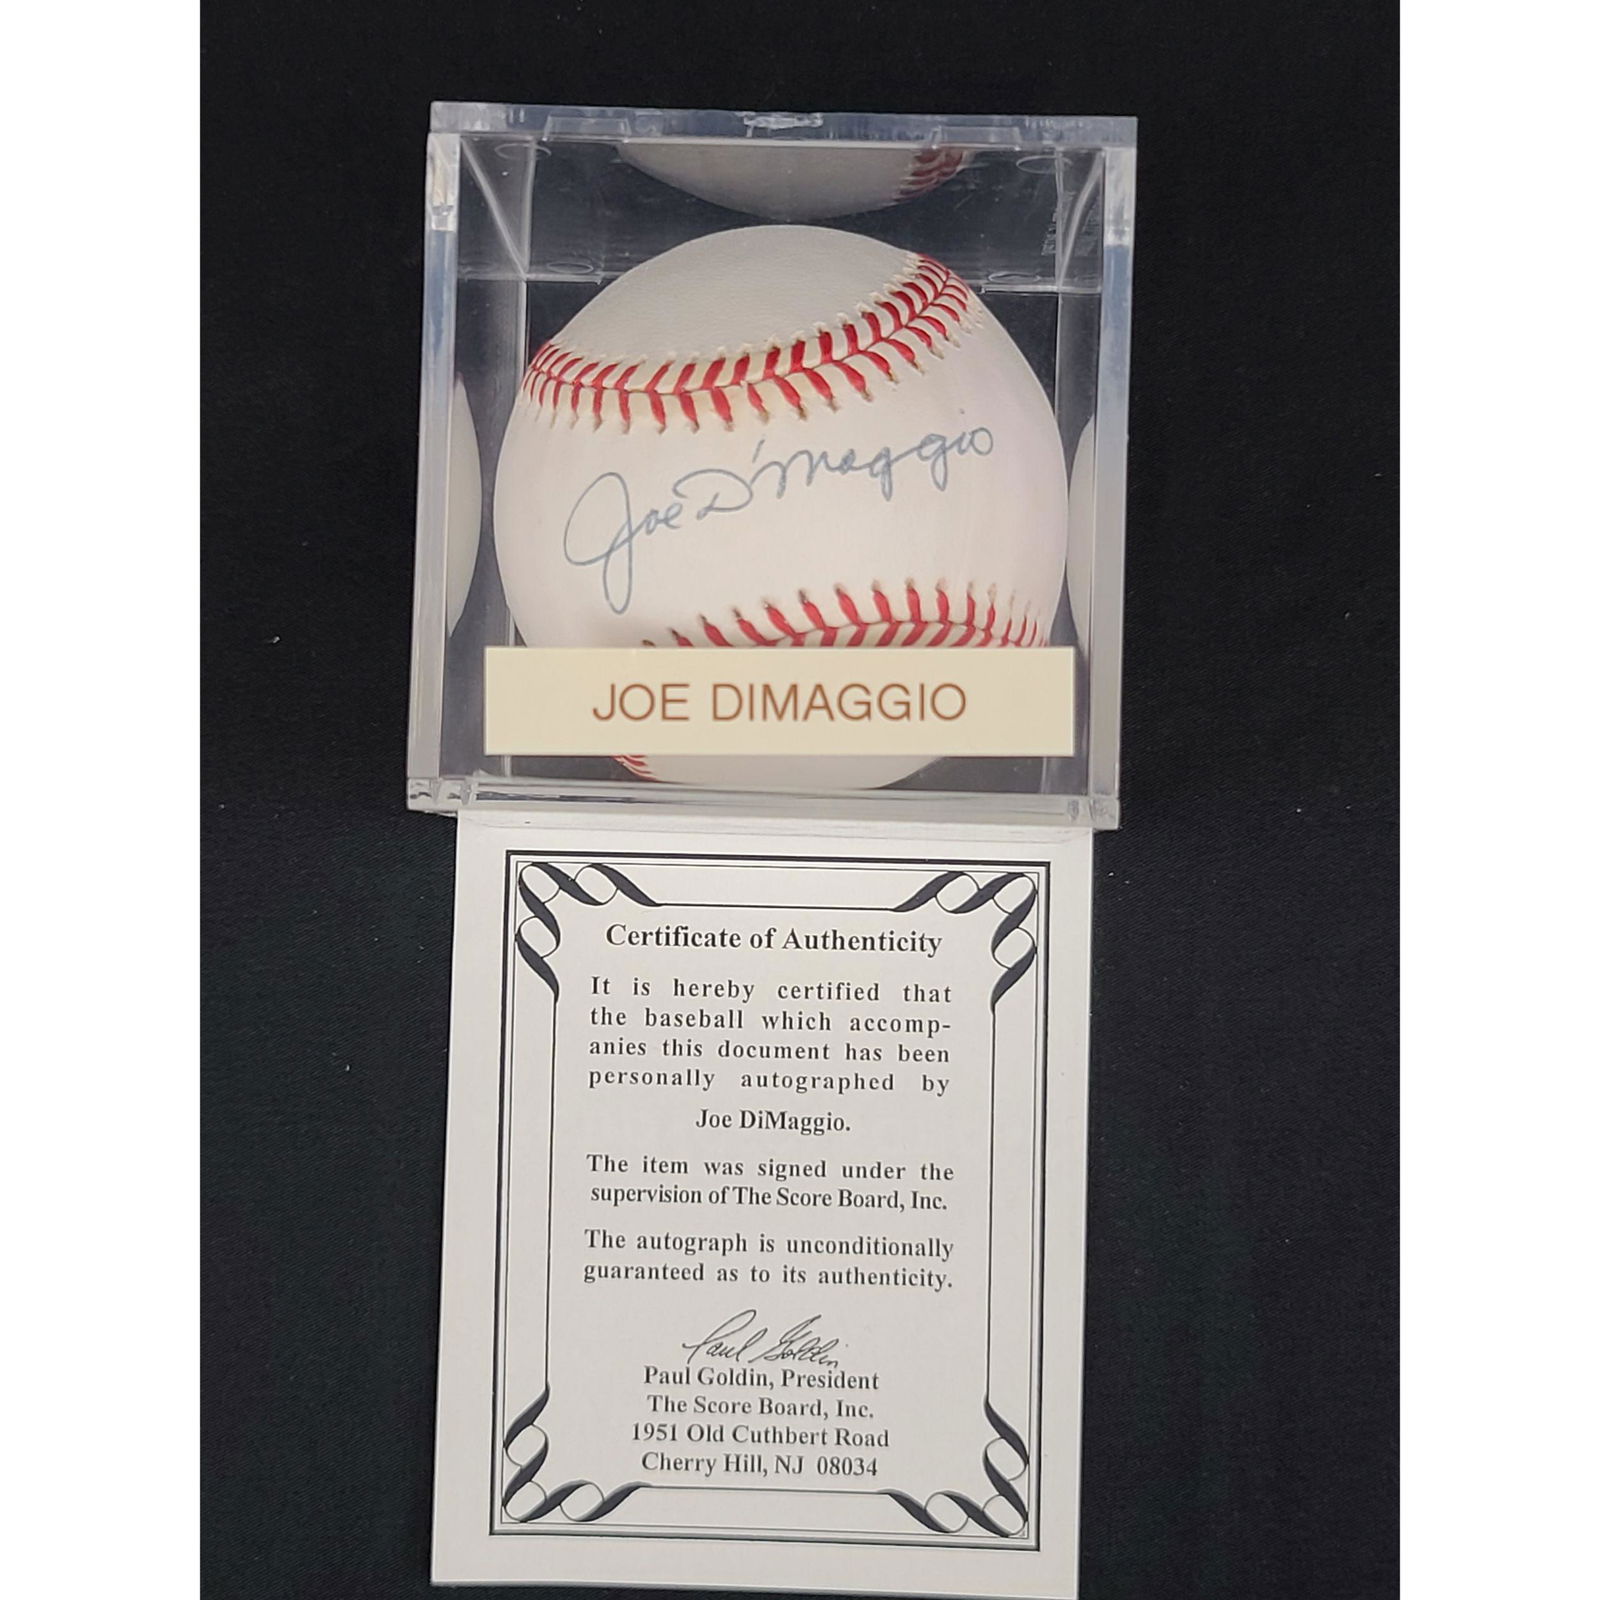 Joe DiMaggio
JOE DIMAGGIO
Certificate of Authenticity
It is hereby certified that
the baseball which accomp-
anies this document has been
personally autographed by
Joe DiMaggio.
The item was signed under the
supervision of The Score Board, Inc.
The autograph is unconditionally
guaranteed as to its authenticity.
Paul Goldin
Paul Goldin, President
The Score Board, Inc.
1951 Old Cuthbert Road
Cherry Hill, NJ 08034